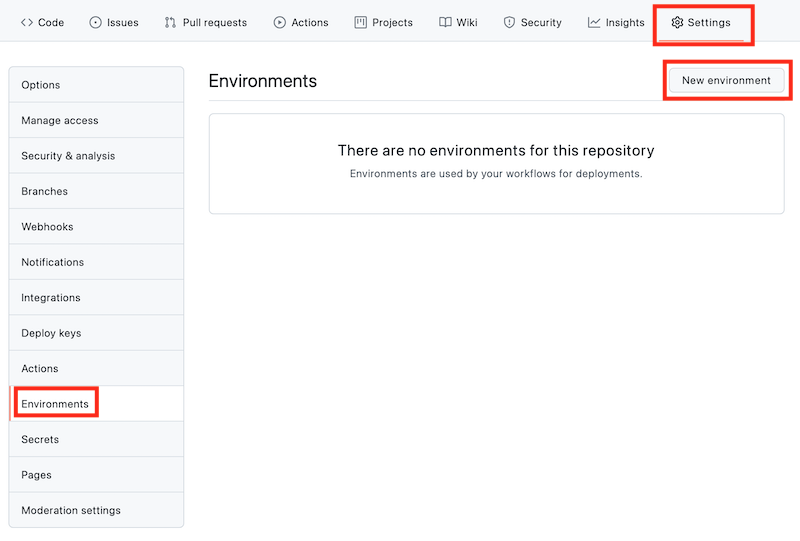 Code Issues Pull requests Actions Projects Wiki Security Insights Settings
Options
Manage access
Security & analysis
Branches
Webhooks
Notifications
Integrations
Deploy keys
Actions
Environments
Secrets
Pages
Moderation settings
Environments
New environment
There are no environments for this repository
Environments are used by your workflows for deployments.